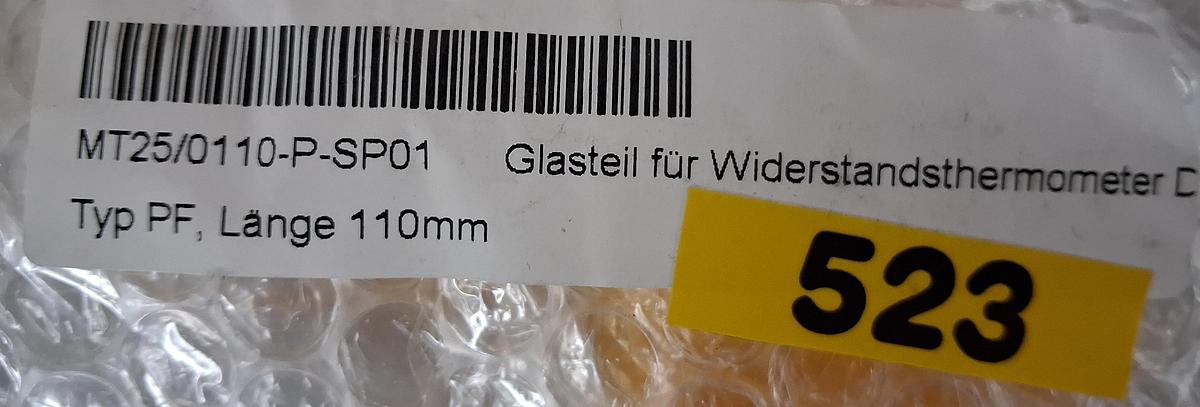 MT25/0110-P-SP01 Glasteil für Widerstandsthermometer D
Typ PF, Länge 110mm
523